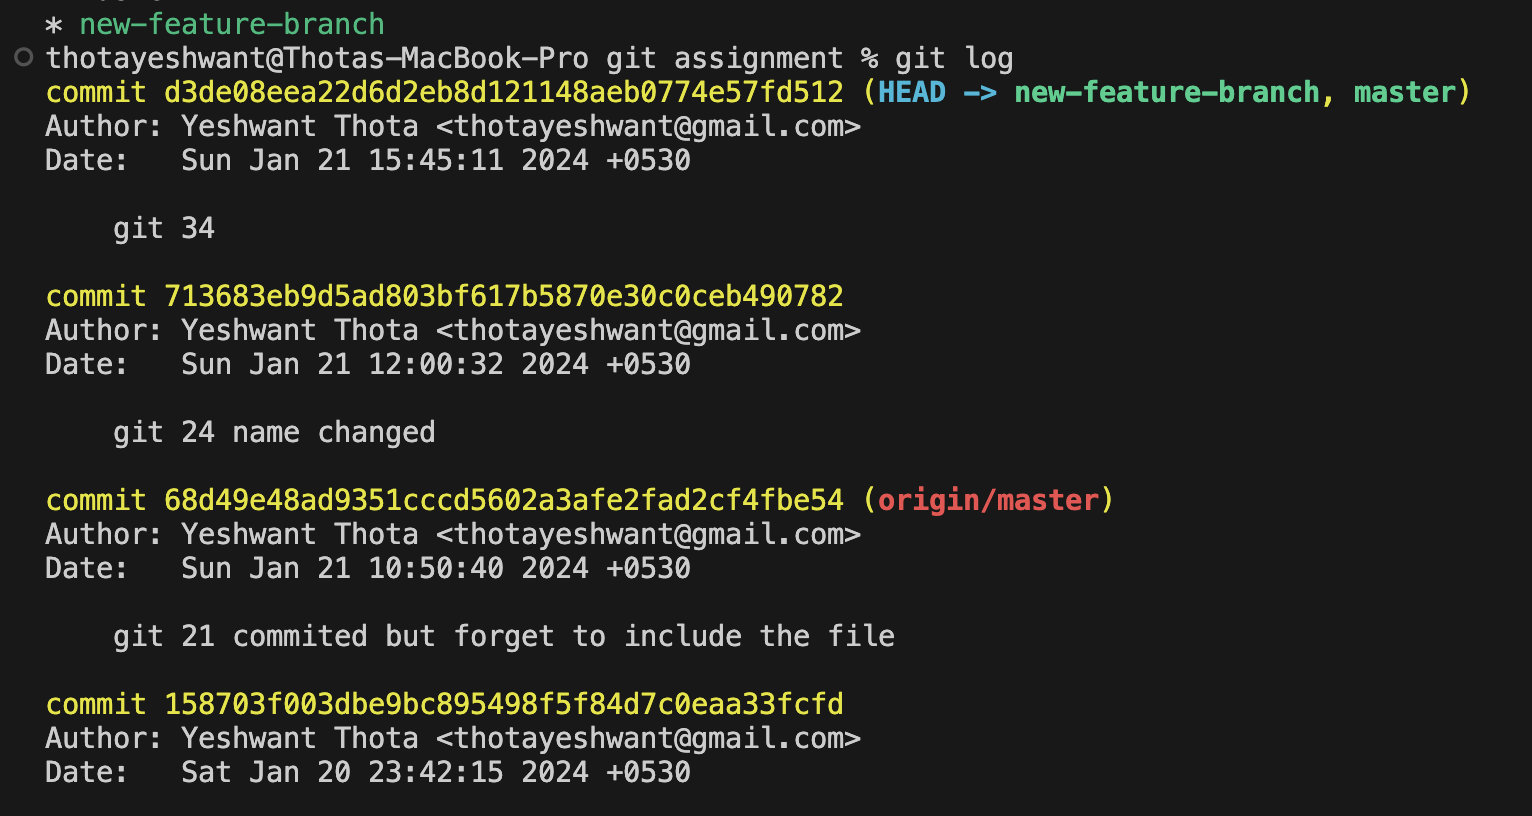 * new-feature-branch
thotayeshwant@Thotas-MacBook-Pro git assignment % git log
commit d3de08eea22d6d2eb8d121148aeb0774e57fd512 (HEAD -> new-feature-branch, master)
Author: Yeshwant Thota <thotayeshwant@gmail.com>
Date:   Sun Jan 21 15:45:11 2024 +0530
    git 34
commit 713683eb9d5ad803bf617b5870e30c0ceb490782
Author: Yeshwant Thota <thotayeshwant@gmail.com>
Date:   Sun Jan 21 12:00:32 2024 +0530
    git 24 name changed
commit 68d49e48ad9351cccd5602a3afe2fad2cf4fbe54 (origin/master)
Author: Yeshwant Thota <thotayeshwant@gmail.com>
Date:   Sun Jan 21 10:50:40 2024 +0530
    git 21 commited but forget to include the file
commit 158703f003dbe9bc895498f5f84d7c0eaa33fcfd
Author: Yeshwant Thota <thotayeshwant@gmail.com>
Date:   Sat Jan 20 23:42:15 2024 +0530